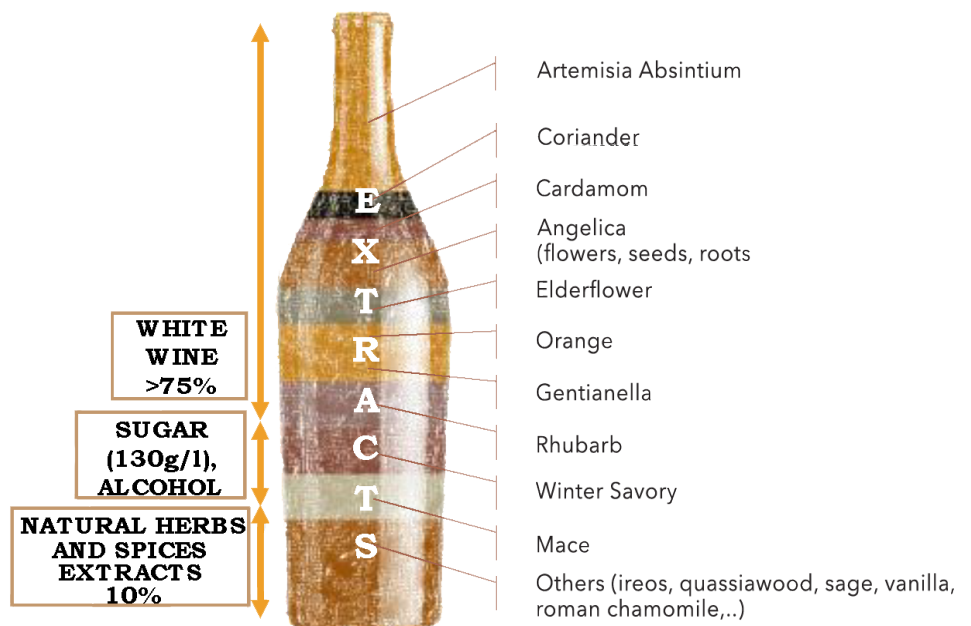 Artemisia Absintium
Coriander
Cardamom
Angelica
(flowers, seeds, roots
Elderflower
Orange
Gentianella
Rhubarb
Winter Savory
Mace
Others (ireos, quassiawood, sage, vanilla,
roman chamomile,..)
E
X
T
R
A
C
T
S
WHITE
WINE
>75%
SUGAR
(130g/l),
ALCOHOL
NATURAL HERBS
AND SPICES
EXTRACTS
10%